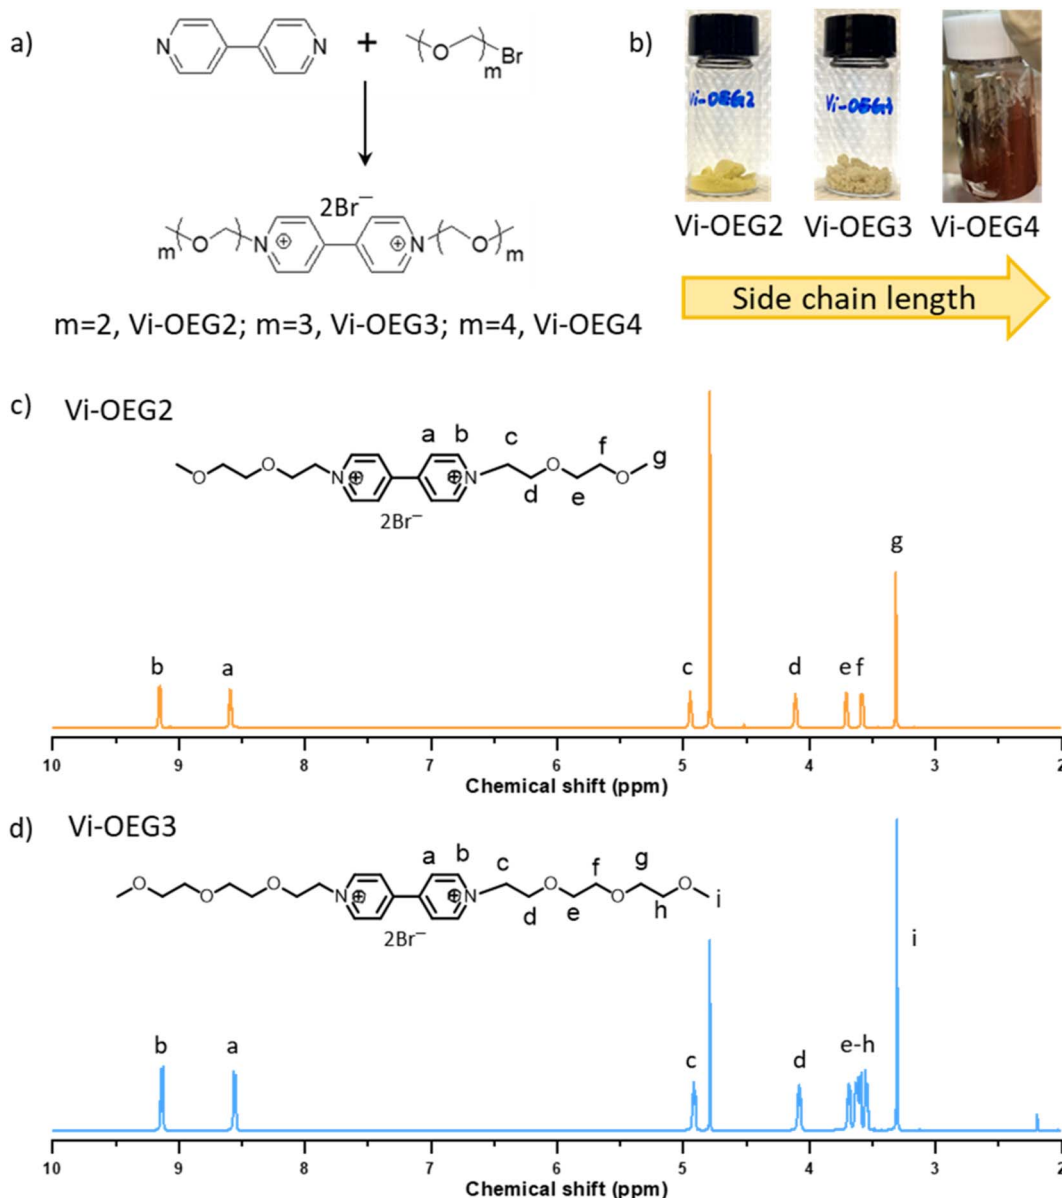 a)
N
N
+
O
m
Br
2Br⁻
m
O
N
⊕
⊕
N
O
m
m=2, Vi-OEG2; m=3, Vi-OEG3; m=4, Vi-OEG4
b)
Vi-OEG2
Vi-OEG3
Vi-OEG2 Vi-OEG3 Vi-OEG4
Side chain length
c) Vi-OEG2
a b c d e f g
O O N ⊕ ⊕ N O O
2Br⁻
b a c d e f g
10 9 8 7 6 5 4 3 2
Chemical shift (ppm)
d) Vi-OEG3
a b c d e f g h i
O O O N ⊕ ⊕ N O O O
2Br⁻
b a c d e-h i
10 9 8 7 6 5 4 3 2
Chemical shift (ppm)